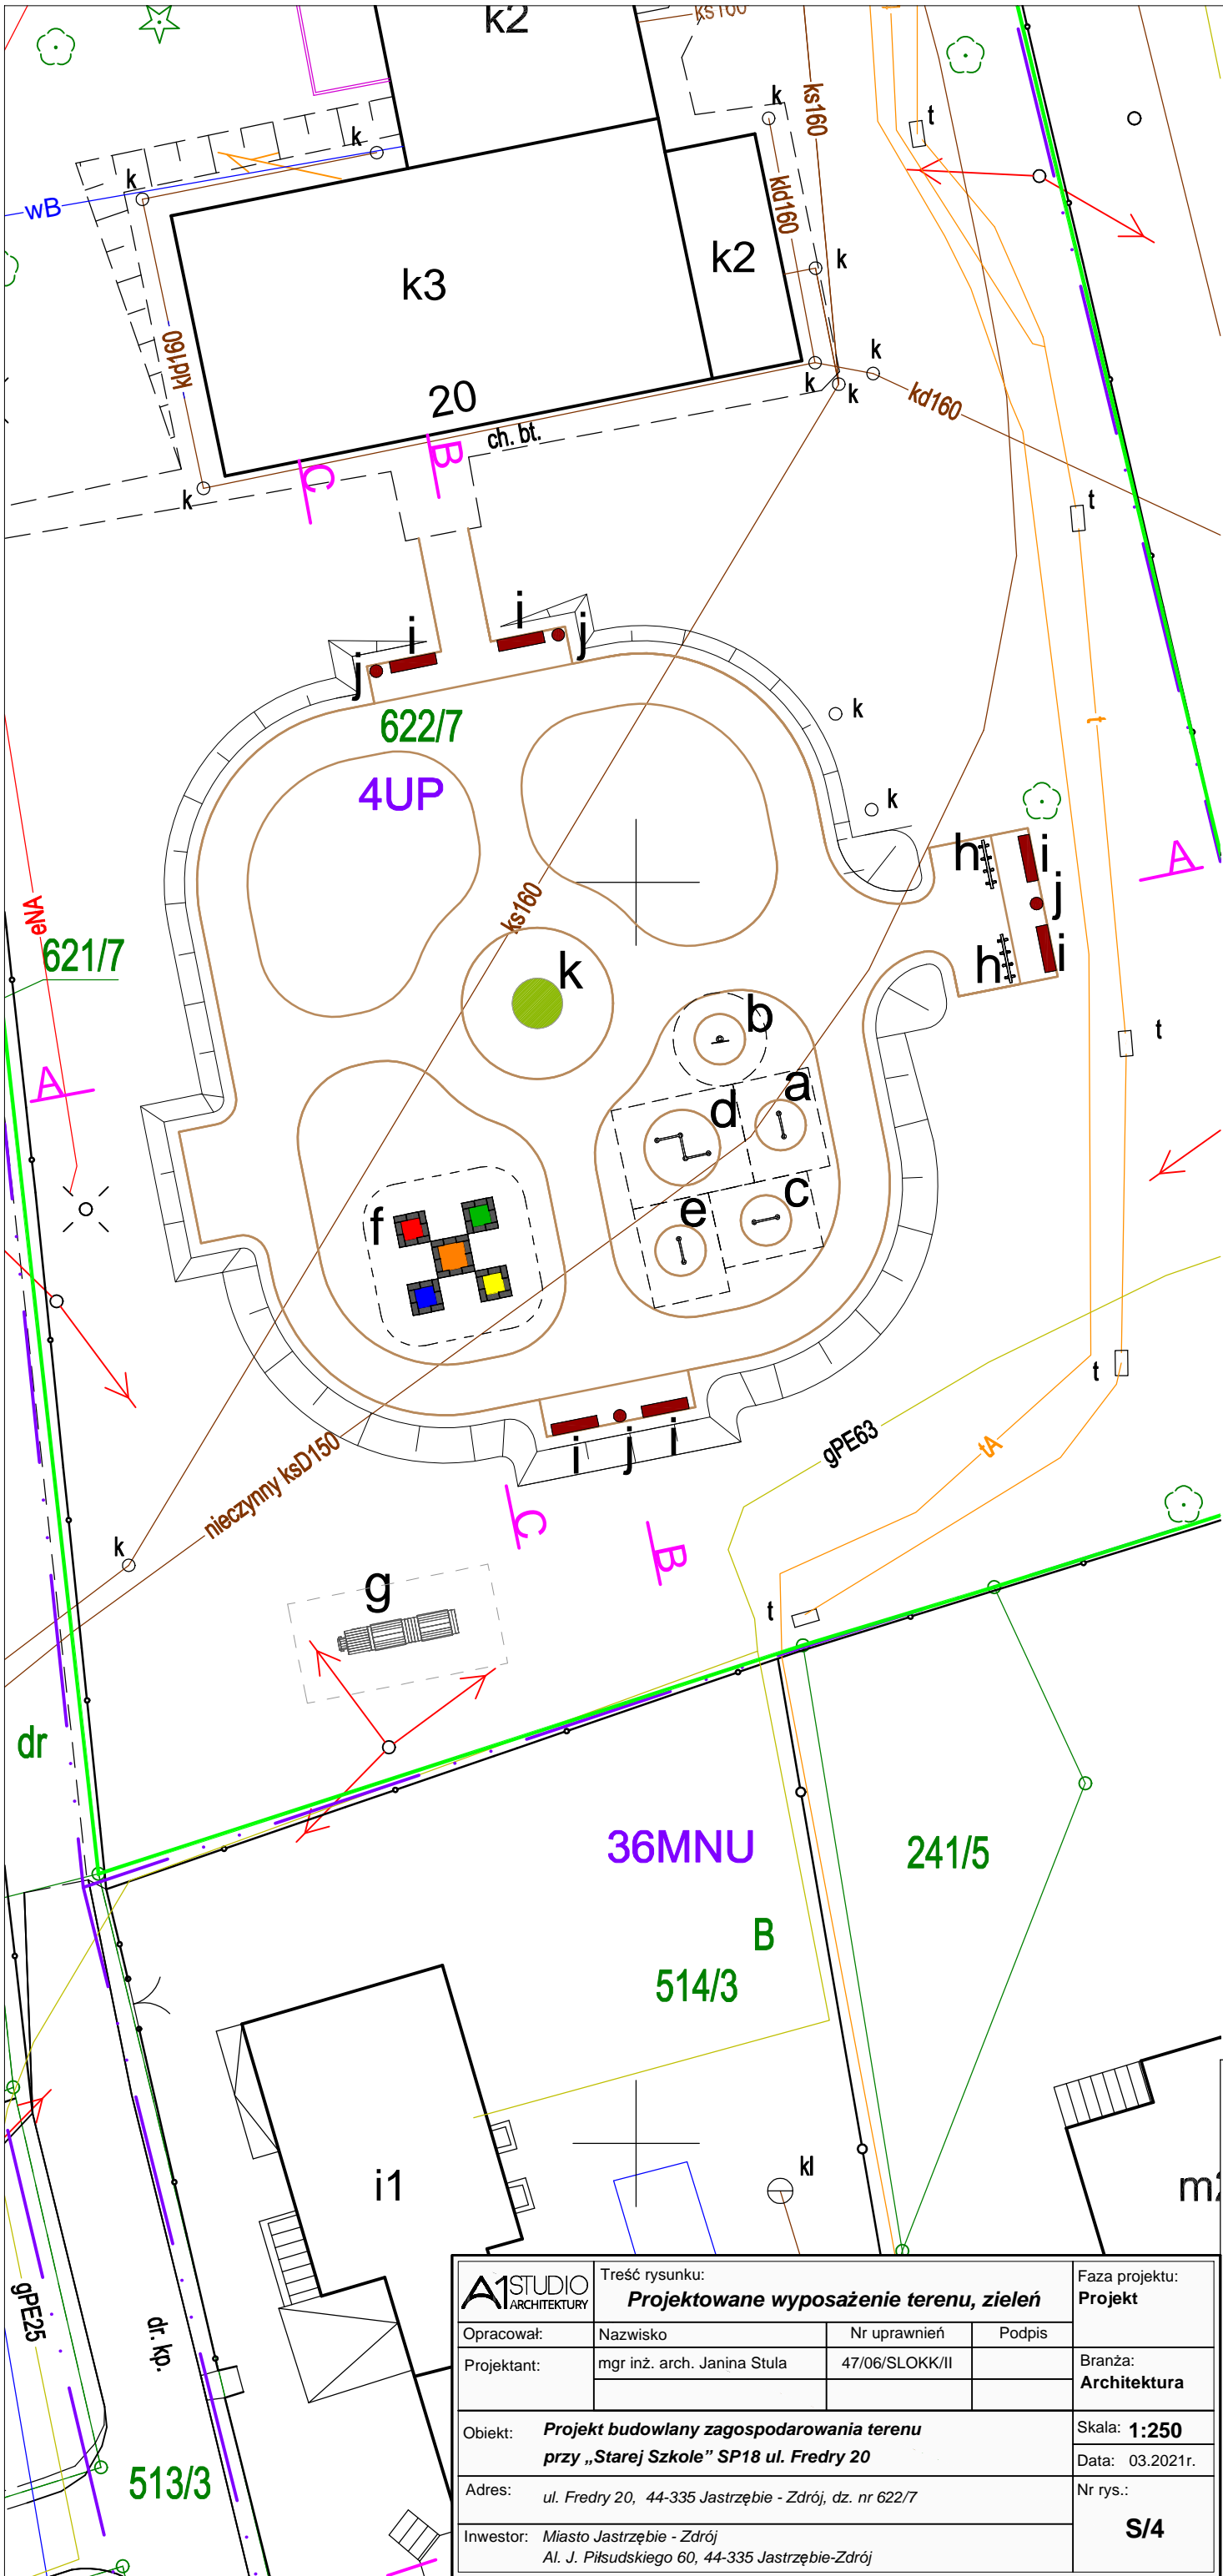 k2
ks100
k
ks160
t
k
k
wB
kld160
k2
k
k3
kld160
k
20
k
k
kd160
ch. bt.
B
C
k
t
i
i
j
j
622/7
k
t
4UP
k
h
i
A
j
eNA
ks160
621/7
h
i
k
b
t
A
a
d
c
e
f
t
i
j
i
gPE63
tA
nieczynny ksD150
C
B
k
g
t
dr
36MNU
241/5
B
514/3
kl
i1
gPE25
dr. kp.
513/3
A1 STUDIO
ARCHITEKTURY
Treść rysunku:
Projektowane wyposażenie terenu, zieleń
Faza projektu:
Projekt
Opracował:
Nazwisko
Nr uprawnień
Podpis
Projektant:
mgr inż. arch. Janina Stula
47/06/SLOKK/II
Branża:
Architektura
Obiekt:
Projekt budowlany zagospodarowania terenu
przy „Starej Szkole” SP18 ul. Fredry 20
Skala: 1:250
Data: 03.2021r.
Adres:
ul. Fredry 20, 44-335 Jastrzębie - Zdrój, dz. nr 622/7
Nr rys.:
S/4
Inwestor:
Miasto Jastrzębie - Zdrój
Al. J. Piłsudskiego 60, 44-335 Jastrzębie-Zdrój